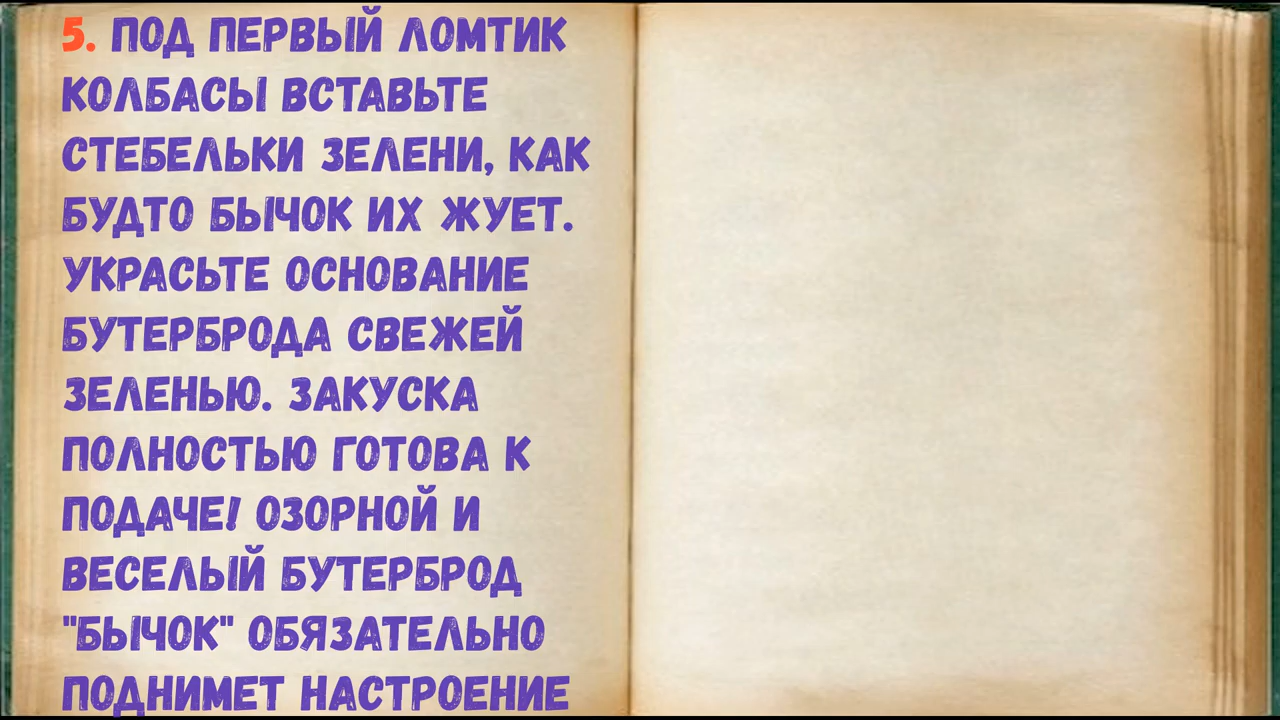 5. ПОД ПЕРВЫЙ ЛОМТИК
КОЛБАСЫ ВСТАВЬТЕ
СТЕБЕЛЬКИ ЗЕЛЕНИ, КАК
БУДТО БЫЧОК ИХ ЖУЕТ.
УКРАСЬТЕ ОСНОВАНИЕ
БУТЕРБРОДА СВЕЖЕЙ
ЗЕЛЕНЬЮ. ЗАКУСКА
ПОЛНОСТЬЮ ГОТОВА К
ПОДАЧЕ! ОЗОРНОЙ И
ВЕСЕЛЫЙ БУТЕРБРОД
"БЫЧОК" ОБЯЗАТЕЛЬНО
ПОДНИМЕТ НАСТРОЕНИЕ